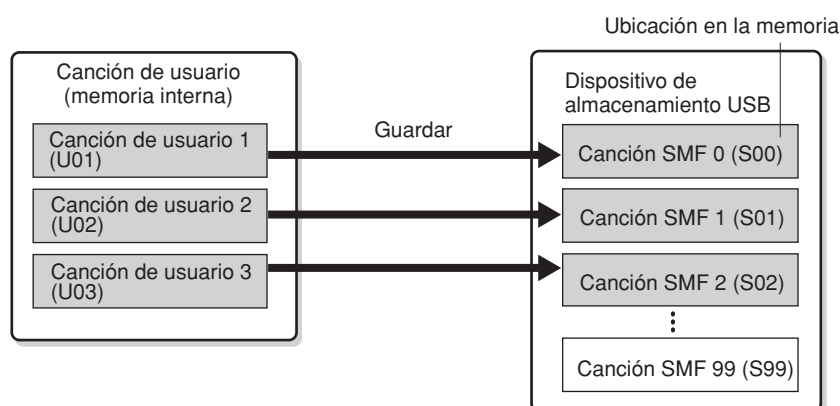 Ubicación en la memoria
Canción de usuario
(memoria interna)
Canción de usuario 1
(U01)
Canción de usuario 2
(U02)
Canción de usuario 3
(U03)
Guardar
Dispositivo de
almacenamiento USB
Canción SMF 0 (S00)
Canción SMF 1 (S01)
Canción SMF 2 (S02)
Canción SMF 99 (S99)